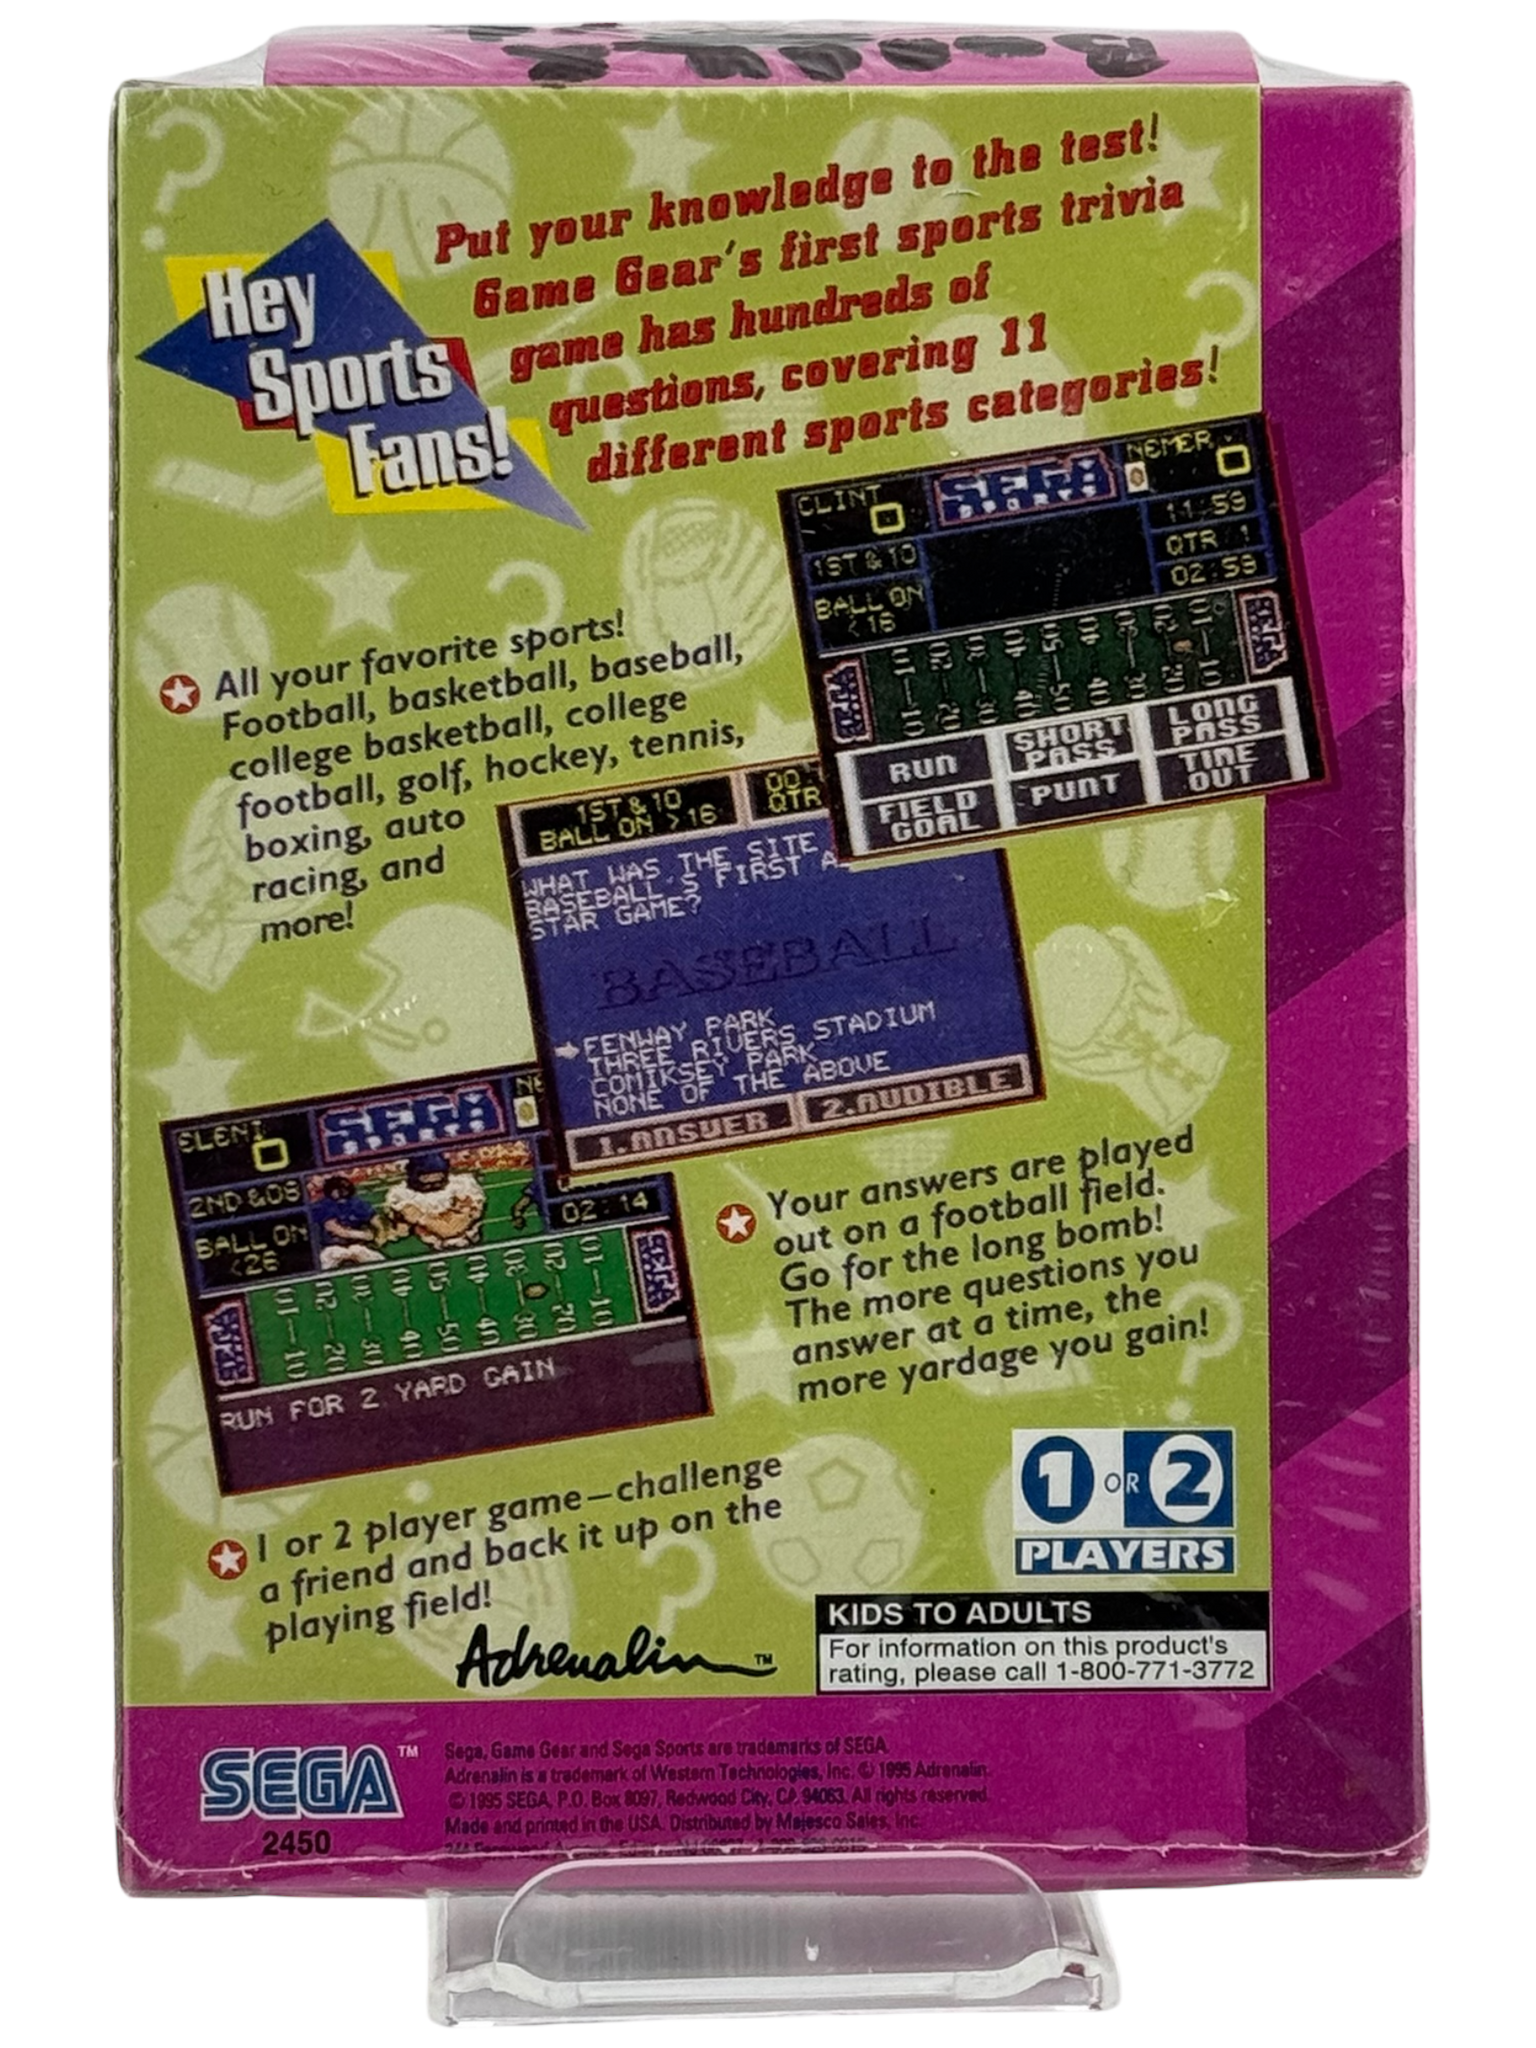 Hey
Sports
Fans!
Put your knowledge to the test!
Game Gear's first sports trivia
game has hundreds of
questions, covering 11
different sports categories!
CLINT
0
SEGA
SPORTS
NEMER
0
1ST & 10
BALL ON
<16
11:59
QTR 1
02:59
RUN
SHORT
PASS
LONG
PASS
FIELD
GOAL
PUNT
TIME
OUT
All your favorite sports!
Football, basketball, baseball,
college basketball, college
football, golf, hockey, tennis,
boxing, auto
racing, and
more!
1ST & 10
BALL ON >16
QTR
WHAT WAS THE SITE
BASEBALL'S FIRST A
STAR GAME?
BASEBALL
FENWAY PARK
THREE RIVERS STADIUM
COMIKSEY PARK
NONE OF THE ABOVE
1.ANSWER
2.AUDIBLE
ELENI
0
SEGA
SPORTS
NE
2ND & 08
BALL ON
<26
02:14
RUN FOR 2 YARD GAIN
Your answers are played
out on a football field.
Go for the long bomb!
The more questions you
answer at a time, the
more yardage you gain!
1 or 2 player game—challenge
a friend and back it up on the
playing field!
1 OR 2
PLAYERS
Adrenalin™
KIDS TO ADULTS
For information on this product's
rating, please call 1-800-771-3772
SEGA™
2450
Sega, Game Gear and Sega Sports are trademarks of SEGA.
Adrenalin is a trademark of Western Technologies, Inc. © 1995 Adrenalin.
© 1995 SEGA, P.O. Box 8097, Redwood City, CA 94063. All rights reserved.
Made and printed in the USA. Distributed by Majesco Sales, Inc.